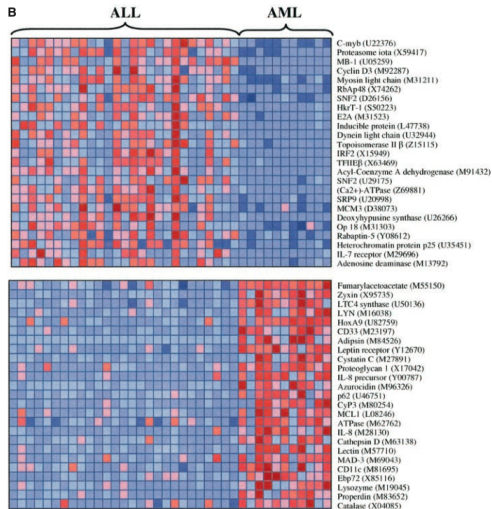 B
ALL AML
C-myb (U22376)
Proteasome iota (X59417)
MB-1 (U05259)
Cyclin D3 (M92287)
Myosin light chain (M31211)
RbAp48 (X74262)
SNF2 (D26156)
HkrT-1 (S50223)
E2A (M31523)
Inducible protein (L47738)
Dynein light chain (U32944)
Topoisomerase II β (Z15115)
IRF2 (X15949)
TFIIEβ (X63469)
Acyl-Coenzyme A dehydrogenase (M91432)
SNF2 (U29175)
(Ca2+)-ATPase (Z69881)
SRP9 (U20998)
MCM3 (D38073)
Deoxyhypusine synthase (U26266)
Op 18 (M31303)
Rabaptin-5 (Y08612)
Heterochromatin protein p25 (U35451)
IL-7 receptor (M29696)
Adenosine deaminase (M13792)
Fumarylacetoacetate (M55150)
Zyxin (X95735)
LTC4 synthase (U50136)
LYN (M16038)
HoxA9 (U82759)
CD33 (M23197)
Adipsin (M84526)
Leptin receptor (Y12670)
Cystatin C (M27891)
Proteoglycan 1 (X17042)
IL-8 precursor (Y00787)
Azurocidin (M96326)
p62 (U46751)
CyP3 (M80254)
MCL1 (L08246)
ATPase (M62762)
IL-8 (M28130)
Cathepsin D (M63138)
Lectin (M57710)
MAD-3 (M69043)
CD11c (M81695)
Ebp72 (X85116)
Lysozyme (M19045)
Properdin (M83652)
Catalase (X04085)